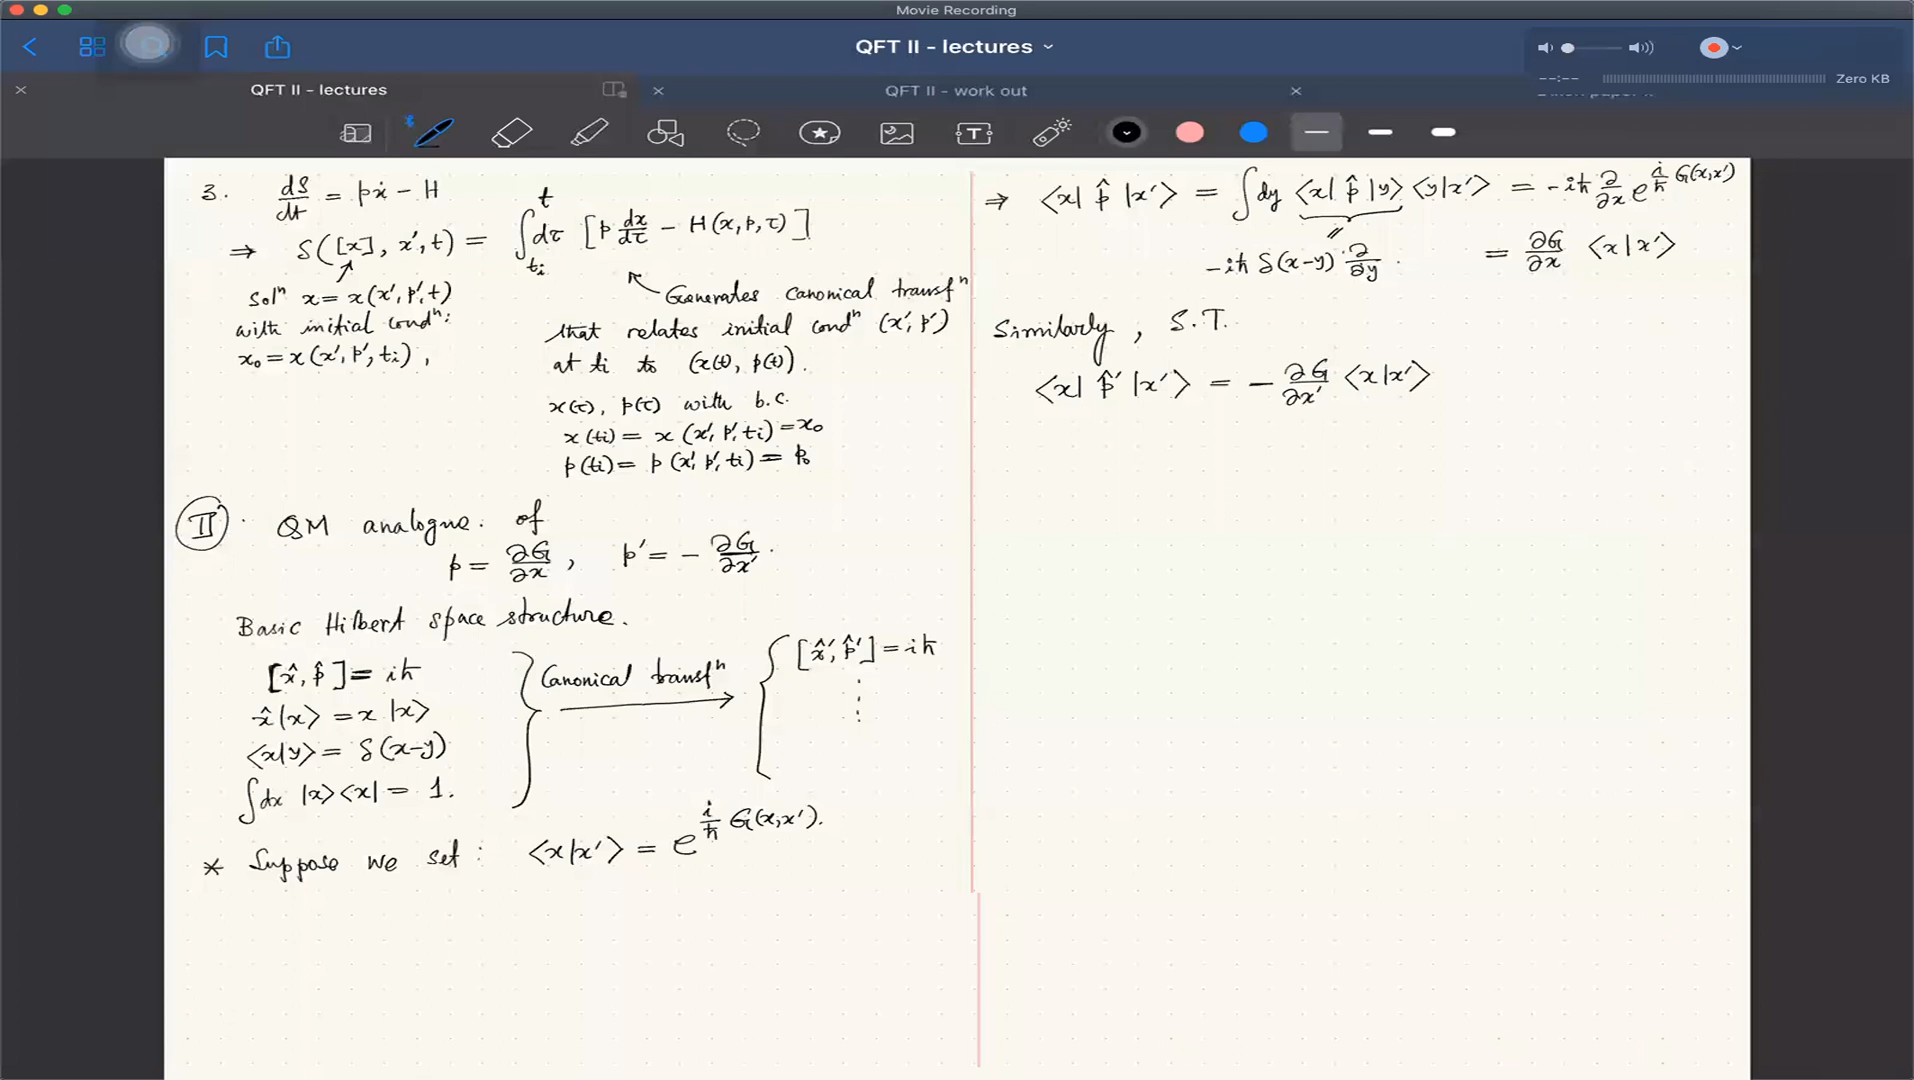 Movie Recording
QFT II - lectures
Zero KB
QFT II - lectures
QFT II - work out
3. dS/dt = pẋ - H
⇒ S([x], x', t) = ∫_{ti}^{t} dτ [p dx/dτ - H(x, p, τ)]
Solⁿ x = x(x', p', t)
with initial condⁿ:
x₀ = x(x', p', ti),
Generates canonical transfⁿ
that relates initial condⁿ (x', p')
at ti to (x(t), p(t)).
x(τ), p(τ) with b.c.
x(ti) = x(x', p', ti) = x₀
p(ti) = p(x', p', ti) = p₀
II. QM analogue. of
p = ∂G/∂x, p' = - ∂G/∂x'.
Basic Hilbert space structure.
[x̂, p̂] = iħ
x̂|x⟩ = x |x⟩
⟨x|y⟩ = δ(x-y)
∫dx |x⟩⟨x| = 1.
Canonical transfⁿ
[x̂', p̂'] = iħ
* Suppose we set: ⟨x|x'⟩ = e^{i/ħ G(x,x')}.
⇒ ⟨x| p̂ |x'⟩ = ∫dy ⟨x| p̂ |y⟩ ⟨y|x'⟩ = -iħ ∂/∂x e^{i/ħ G(x,x')}
-iħ δ(x-y) ∂/∂y.
= ∂G/∂x ⟨x|x'⟩
Similarly, S.T.
⟨x| p̂' |x'⟩ = - ∂G/∂x' ⟨x|x'⟩